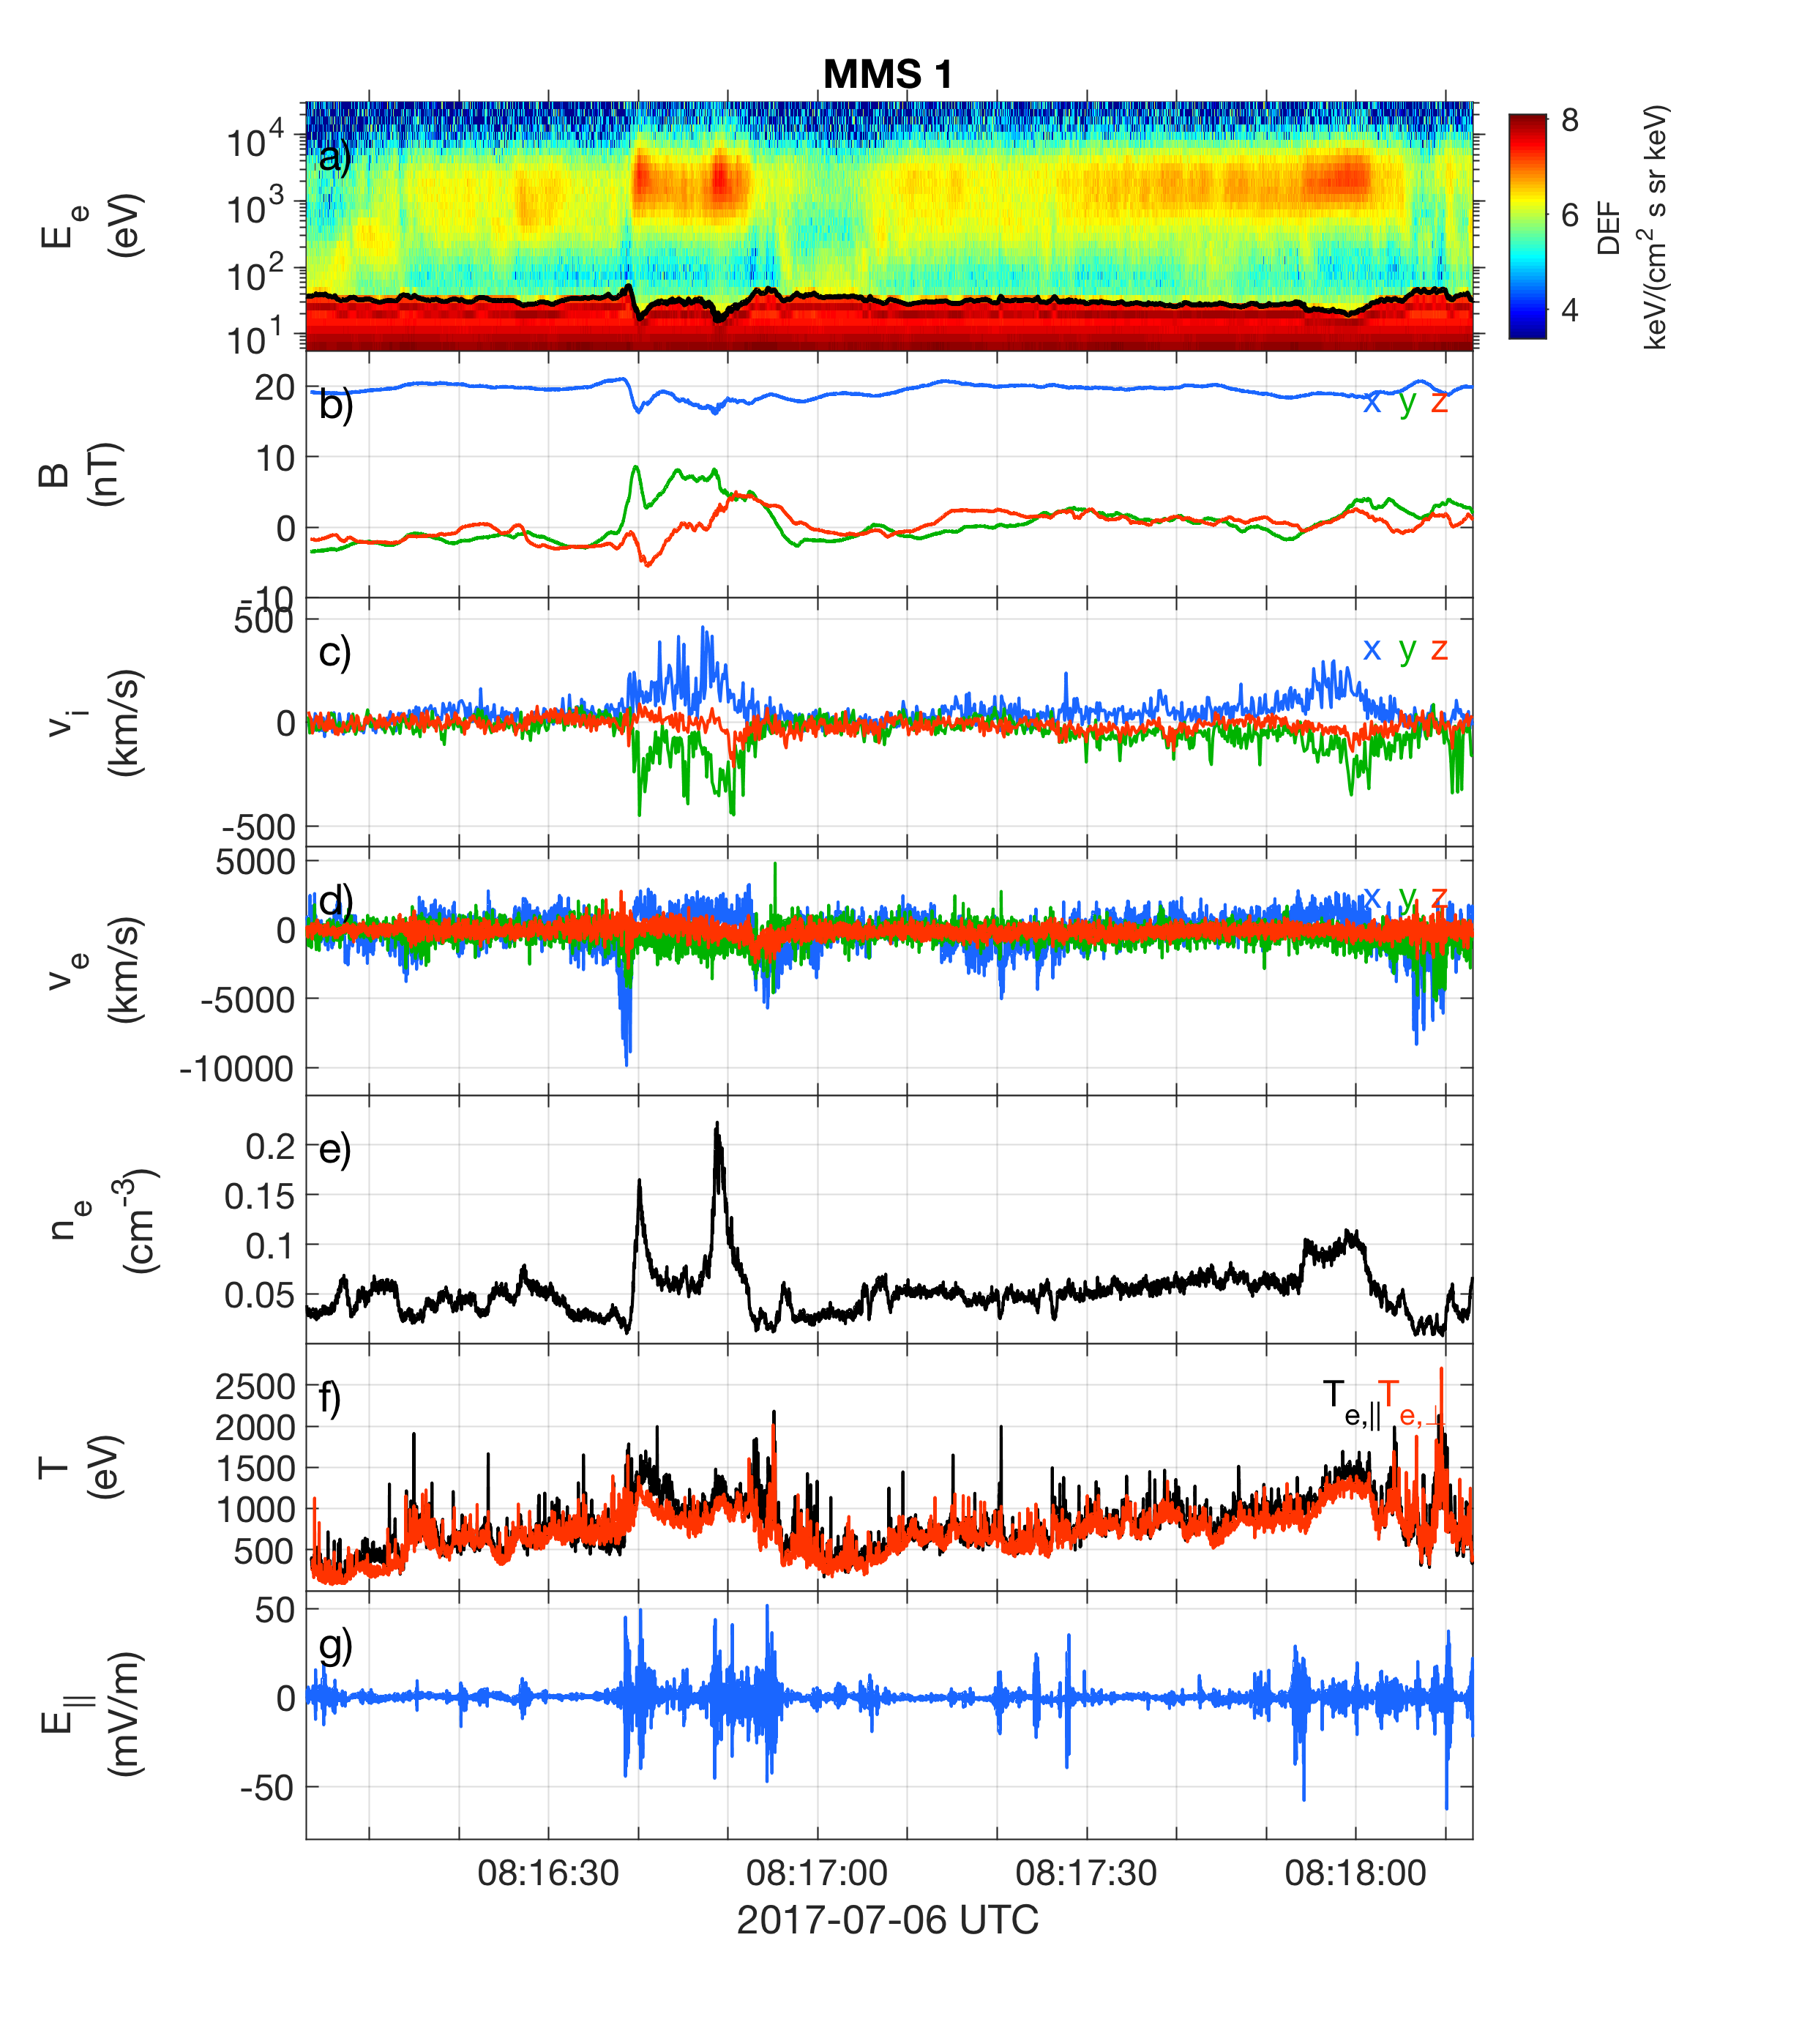 MMS 1
a)
10^4
10^3
10^2
10^1
E_e
(eV)
8
6
4
DEF
keV/(cm^2 s sr keV)
b)
20
10
0
-10
B
(nT)
x y z
c)
500
0
-500
v_i
(km/s)
x y z
d)
5000
0
-5000
-10000
v_e
(km/s)
x y z
e)
0.2
0.15
0.1
0.05
n_e
(cm^-3)
f)
2500
2000
1500
1000
500
T
(eV)
T_e,|| T_e,⊥
g)
50
0
-50
E_||
(mV/m)
08:16:30 08:17:00 08:17:30 08:18:00
2017-07-06 UTC